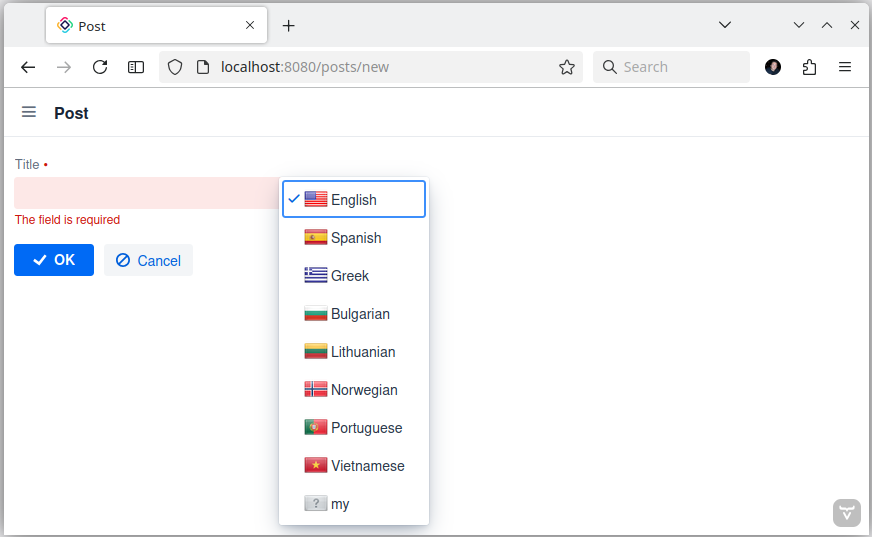 Post
localhost:8080/posts/new
Search
Post
Title •
The field is required
OK
Cancel
English
Spanish
Greek
Bulgarian
Lithuanian
Norwegian
Portuguese
Vietnamese
? my